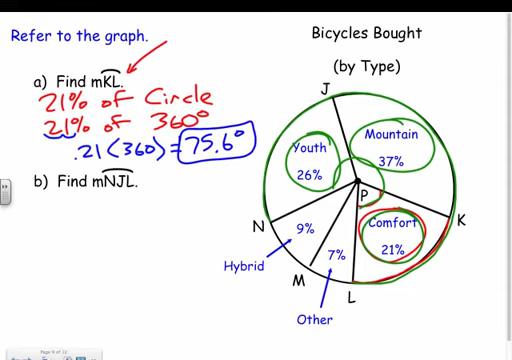 Refer to the graph.
Bicycles Bought
(by Type)
a) Find mKL.
21% of Circle
21% of 360°
.21(360) = 75.6°
b) Find mNJL.
J
Mountain
37%
Youth
26%
P
K
Comfort
21%
N
9%
7%
Hybrid
M
L
Other
Page 9 of 12